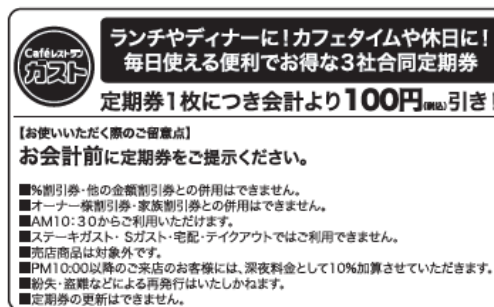 Caféレストラン
ガスト
ランチやディナーに!カフェタイムや休日に!
毎日使える便利でお得な3社合同定期券
定期券1枚につき会計より100円(税込)引き!
【お使いいただく際のご留意点】
お会計前に定期券をご提示ください。
■%割引券・他の金額割引券との併用はできません。
■オーナー様割引券・家族割引券との併用はできません。
■AM10:30からご利用いただけます。
■ステーキガスト・Sガスト・宅配・テイクアウトではご利用できません。
■売店商品は対象外です。
■PM10:00以降のご来店のお客様には、深夜料金として10%加算させていただきます。
■紛失・盗難などによる再発行はいたしかねます。
■定期券の更新はできません。